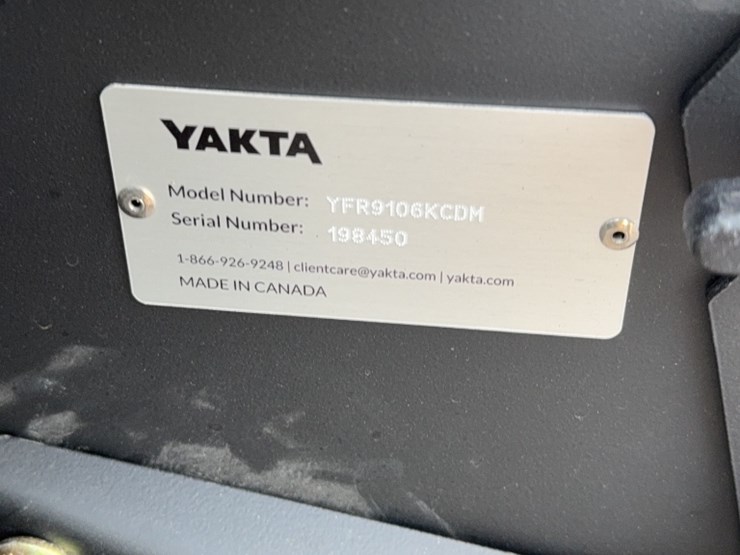 YAKTA
Model Number: YFR9106KCDM
Serial Number: 198450
1-866-926-9248 | clientcare@yakta.com | yakta.com
MADE IN CANADA